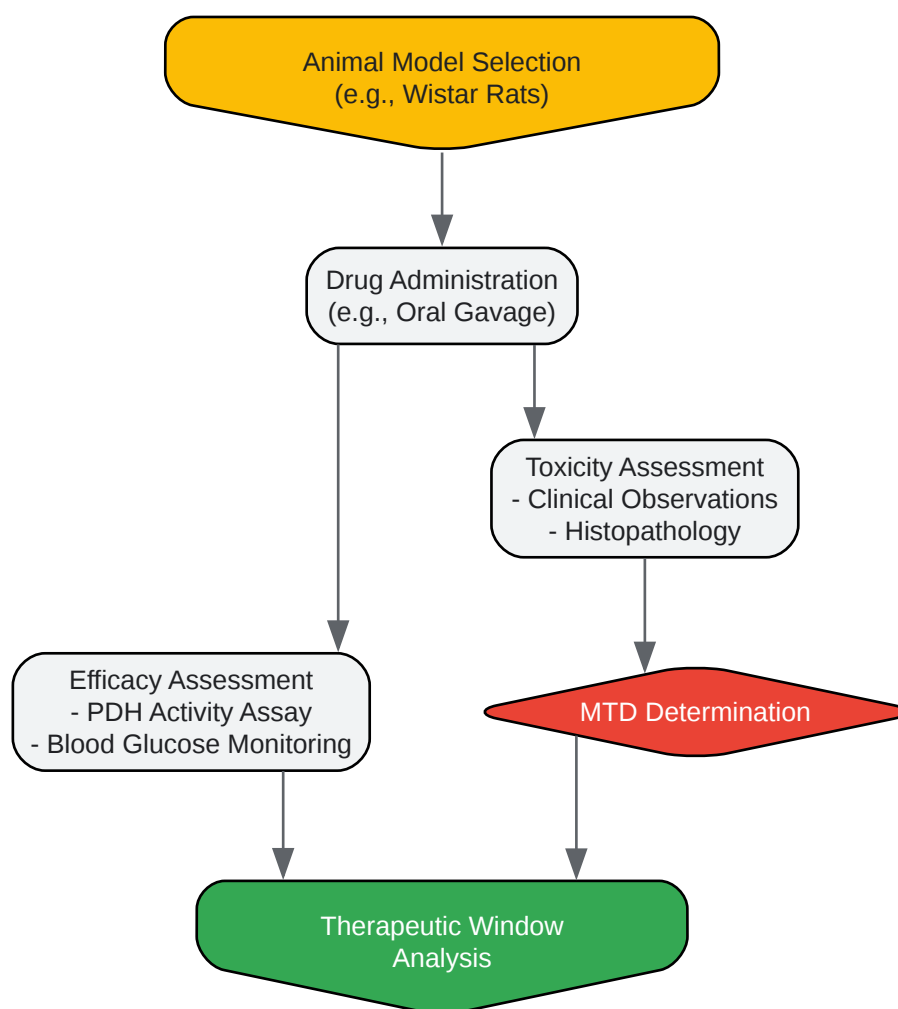 Animal Model Selection
(e.g., Wistar Rats)
Drug Administration
(e.g., Oral Gavage)
Toxicity Assessment
- Clinical Observations
- Histopathology
Efficacy Assessment
- PDH Activity Assay
- Blood Glucose Monitoring
MTD Determination
Therapeutic Window
Analysis